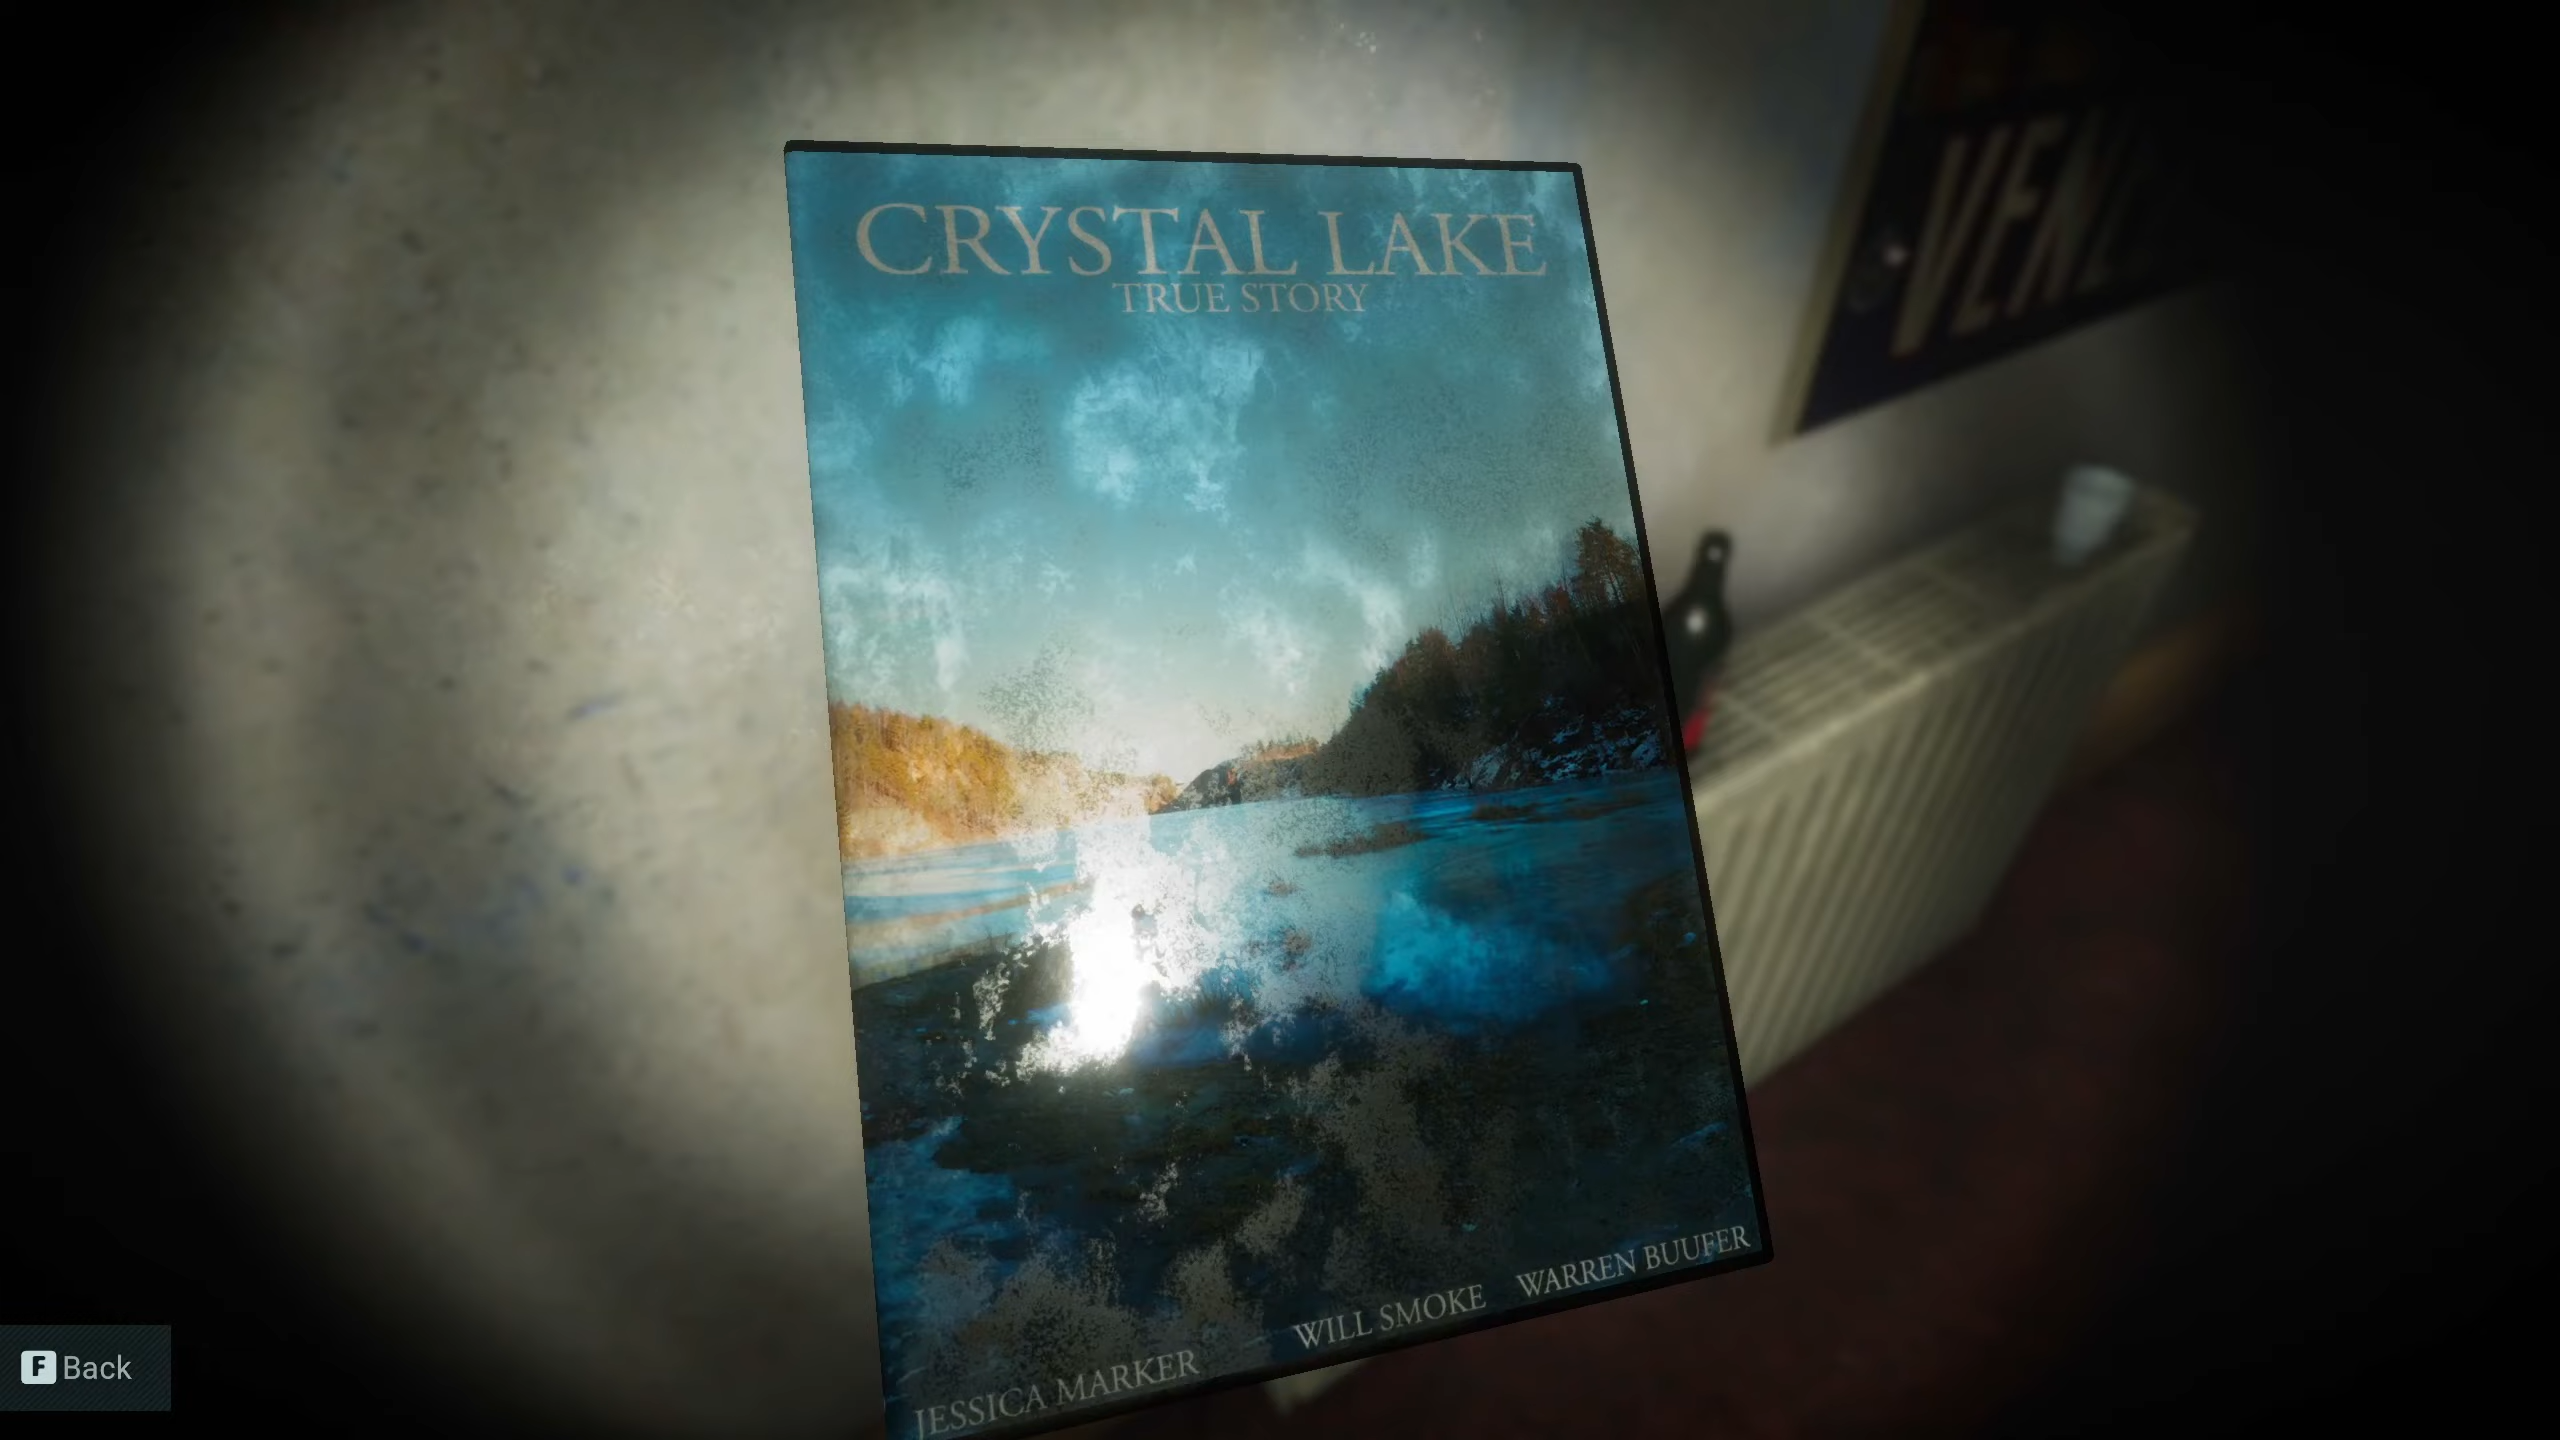 CRYSTAL LAKE
TRUE STORY
JESSICA MARKER WILL SMOKE WARREN BUUFER
F Back